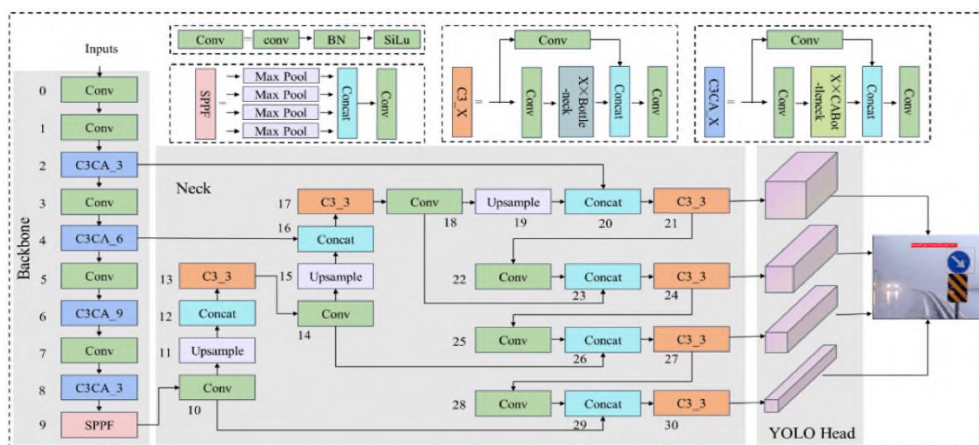 Inputs
Backbone
0
Conv
1
Conv
2
C3CA_3
3
Conv
4
C3CA_6
5
Conv
6
C3CA_9
7
Conv
8
C3CA_3
9
SPPF
Conv
=
conv
BN
SiLu
SPPF
=
Max Pool
Max Pool
Max Pool
Max Pool
Concat
Conv
C3_X
=
Conv
Conv
X×Bottle
-neck
Concat
Conv
C3CA_X
=
Conv
Conv
X×CABot
-tleneck
Concat
Conv
Neck
17
C3_3
Conv
18
Upsample
19
Concat
20
C3_3
21
16
Concat
15
Upsample
13
C3_3
14
Conv
12
Concat
11
Upsample
10
Conv
22
Conv
23
Concat
24
C3_3
25
Conv
26
Concat
27
C3_3
28
Conv
29
Concat
30
C3_3
YOLO Head